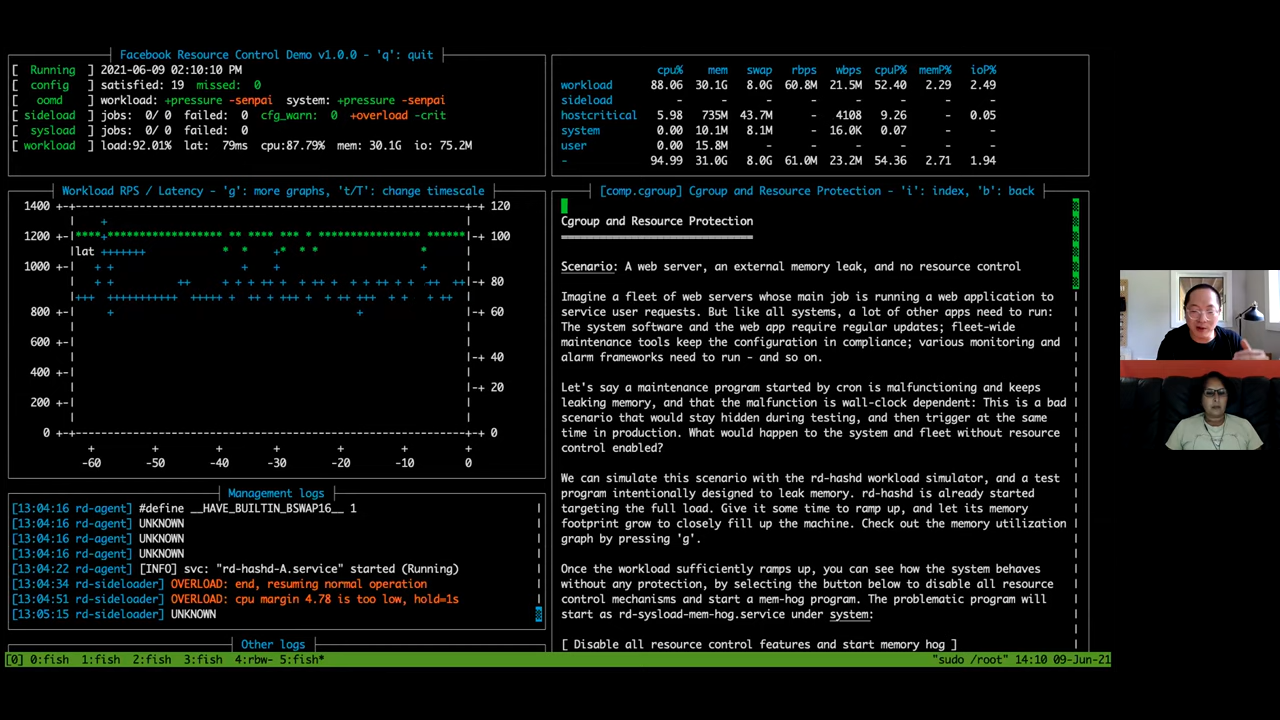 Facebook Resource Control Demo v1.0.0 - 'q': quit
[ Running ] 2021-06-09 02:10:10 PM
[ config ] satisfied: 19 missed: 0
[ oomd ] workload: +pressure -senpai system: +pressure -senpai
[ sideload ] jobs: 0/ 0 failed: 0 cfg_warn: 0 +overload -crit
[ sysload ] jobs: 0/ 0 failed: 0
[ workload ] load:92.01% lat: 79ms cpu:87.79% mem: 30.1G io: 75.2M
cpu% mem swap rbps wbps cpuP% memP% ioP%
workload 88.06 30.1G 8.0G 60.8M 21.5M 52.40 2.29 2.49
sideload - - - - - - - -
hostcritical 5.98 735M 43.7M - 4108 9.26 - 0.05
system 0.00 10.1M 8.1M - 16.0K 0.07 - -
user 0.00 15.8M - - - - - -
- 94.99 31.0G 8.0G 61.0M 23.2M 54.36 2.71 1.94
Workload RPS / Latency - 'g': more graphs, 't/T': change timescale
1400 120
1200 100
lat
1000 80
800 60
600
400 40
200 20
0 0
-60 -50 -40 -30 -20 -10 0
Management logs
[13:04:16 rd-agent] #define __HAVE_BUILTIN_BSWAP16__ 1
[13:04:16 rd-agent] UNKNOWN
[13:04:16 rd-agent] UNKNOWN
[13:04:16 rd-agent] UNKNOWN
[13:04:22 rd-agent] [INFO] svc: "rd-hashd-A.service" started (Running)
[13:04:34 rd-sideloader] OVERLOAD: end, resuming normal operation
[13:04:51 rd-sideloader] OVERLOAD: cpu margin 4.78 is too low, hold=1s
[13:05:15 rd-sideloader] UNKNOWN
Other logs
[comp.cgroup] Cgroup and Resource Protection - 'i': index, 'b': back
Cgroup and Resource Protection
==============================
Scenario: A web server, an external memory leak, and no resource control
Imagine a fleet of web servers whose main job is running a web application to
service user requests. But like all systems, a lot of other apps need to run:
The system software and the web app require regular updates; fleet-wide
maintenance tools keep the configuration in compliance; various monitoring and
alarm frameworks need to run - and so on.
Let's say a maintenance program started by cron is malfunctioning and keeps
leaking memory, and that the malfunction is wall-clock dependent: This is a bad
scenario that would stay hidden during testing, and then trigger at the same
time in production. What would happen to the system and fleet without resource
control enabled?
We can simulate this scenario with the rd-hashd workload simulator, and a test
program intentionally designed to leak memory. rd-hashd is already started
targeting the full load. Give it some time to ramp up, and let its memory
footprint grow to closely fill up the machine. Check out the memory utilization
graph by pressing 'g'.
Once the workload sufficiently ramps up, you can see how the system behaves
without any protection, by selecting the button below to disable all resource
control mechanisms and start a mem-hog program. The problematic program will
start as rd-sysload-mem-hog.service under system:
[ Disable all resource control features and start memory hog ]
[0] 0:fish 1:fish 2:fish 3:fish 4:rbw- 5:fish* "sudo /root" 14:10 09-Jun-21